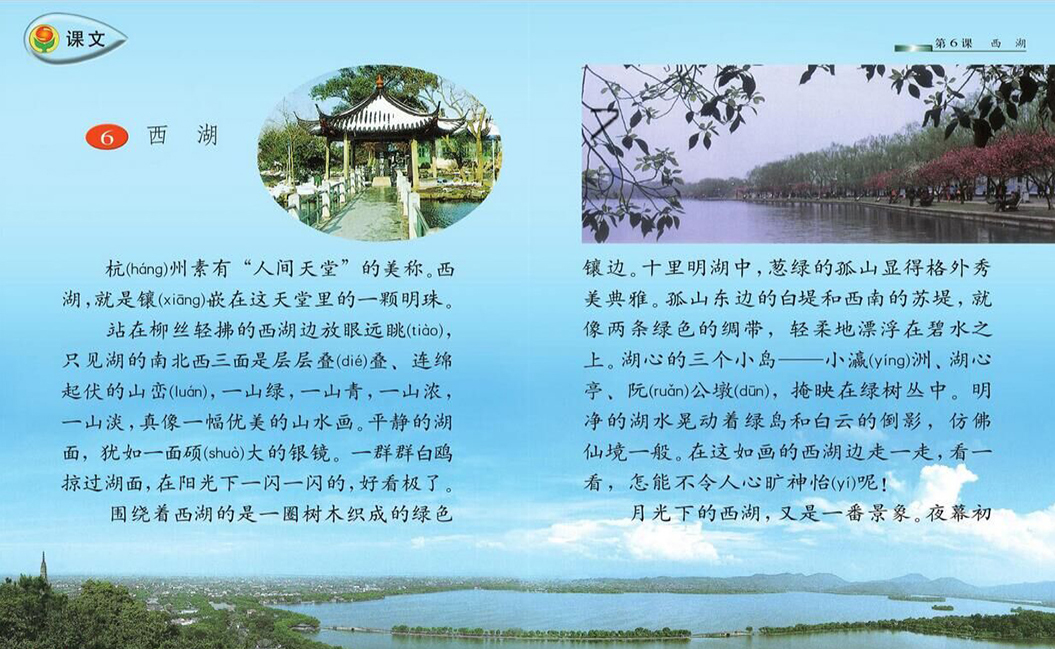 课文
6 西湖
杭(háng)州素有“人间天堂”的美称。西
湖,就是镶(xiāng)嵌在这天堂里的一颗明珠。
站在柳丝轻拂的西湖边放眼远眺(tiào),
只见湖的南北西三面是层层叠(dié)叠、连绵
起伏的山峦(luán),一山绿,一山青,一山浓,
一山淡,真像一幅优美的山水画。平静的湖
面,犹如一面硕(shuò)大的银镜。一群群白鸥
掠过湖面,在阳光下一闪一闪的,好看极了。
围绕着西湖的是一圈树木织成的绿色
第6课 西湖
镶边。十里明湖中,葱绿的孤山显得格外秀
美典雅。孤山东边的白堤和西南的苏堤,就
像两条绿色的绸带,轻柔地漂浮在碧水之
上。湖心的三个小岛——小瀛(yíng)洲、湖心
亭、阮(ruǎn)公墩(dūn),掩映在绿树丛中。明
净的湖水晃动着绿岛和白云的倒影,仿佛
仙境一般。在这如画的西湖边走一走,看一
看,怎能不令人心旷神怡(yí)呢!
月光下的西湖,又是一番景象。夜幕初